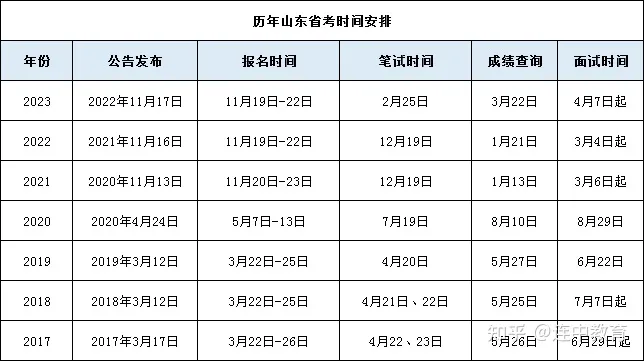 历年山东省考时间安排
年份 公告发布 报名时间 笔试时间 成绩查询 面试时间
2023 2022年11月17日 11月19日-22日 2月25日 3月22日 4月7日起
2022 2021年11月16日 11月19日-22日 12月19日 1月21日 3月4日起
2021 2020年11月13日 11月20日-23日 12月19日 1月13日 3月6日起
2020 2020年4月24日 5月7日-13日 7月19日 8月10日 8月29日
2019 2019年3月12日 3月22日-25日 4月20日 5月27日 6月22日
2018 2018年3月12日 3月22日-25日 4月21日、22日 5月25日 7月7日起
2017 2017年3月17日 3月22日-26日 4月22、23日 5月26日 6月29日起
知乎 @连中教育